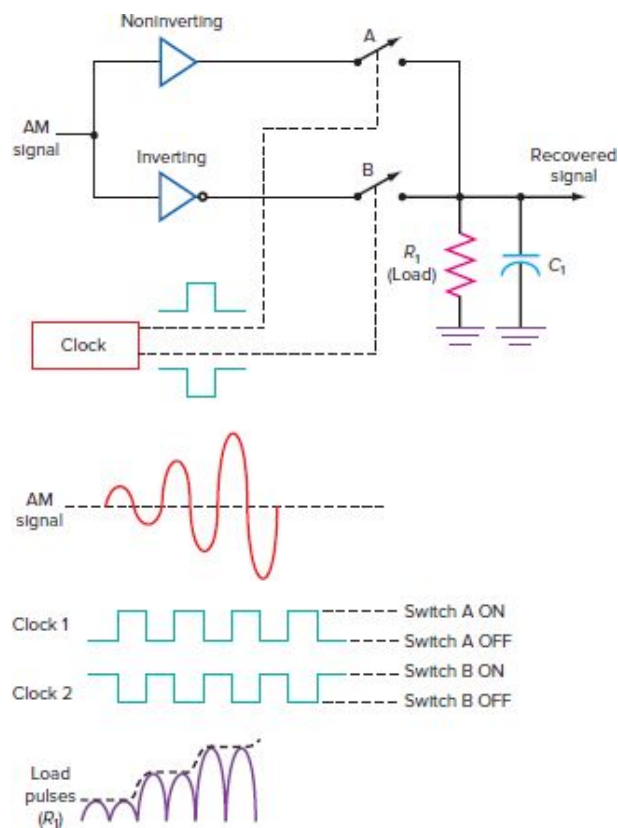 Noninverting
A
AM
signal
Inverting
B
Recovered
signal
R1
(Load)
C1
Clock
AM
signal
Clock 1
Switch A ON
Switch A OFF
Clock 2
Switch B ON
Switch B OFF
Load
pulses
(R1)